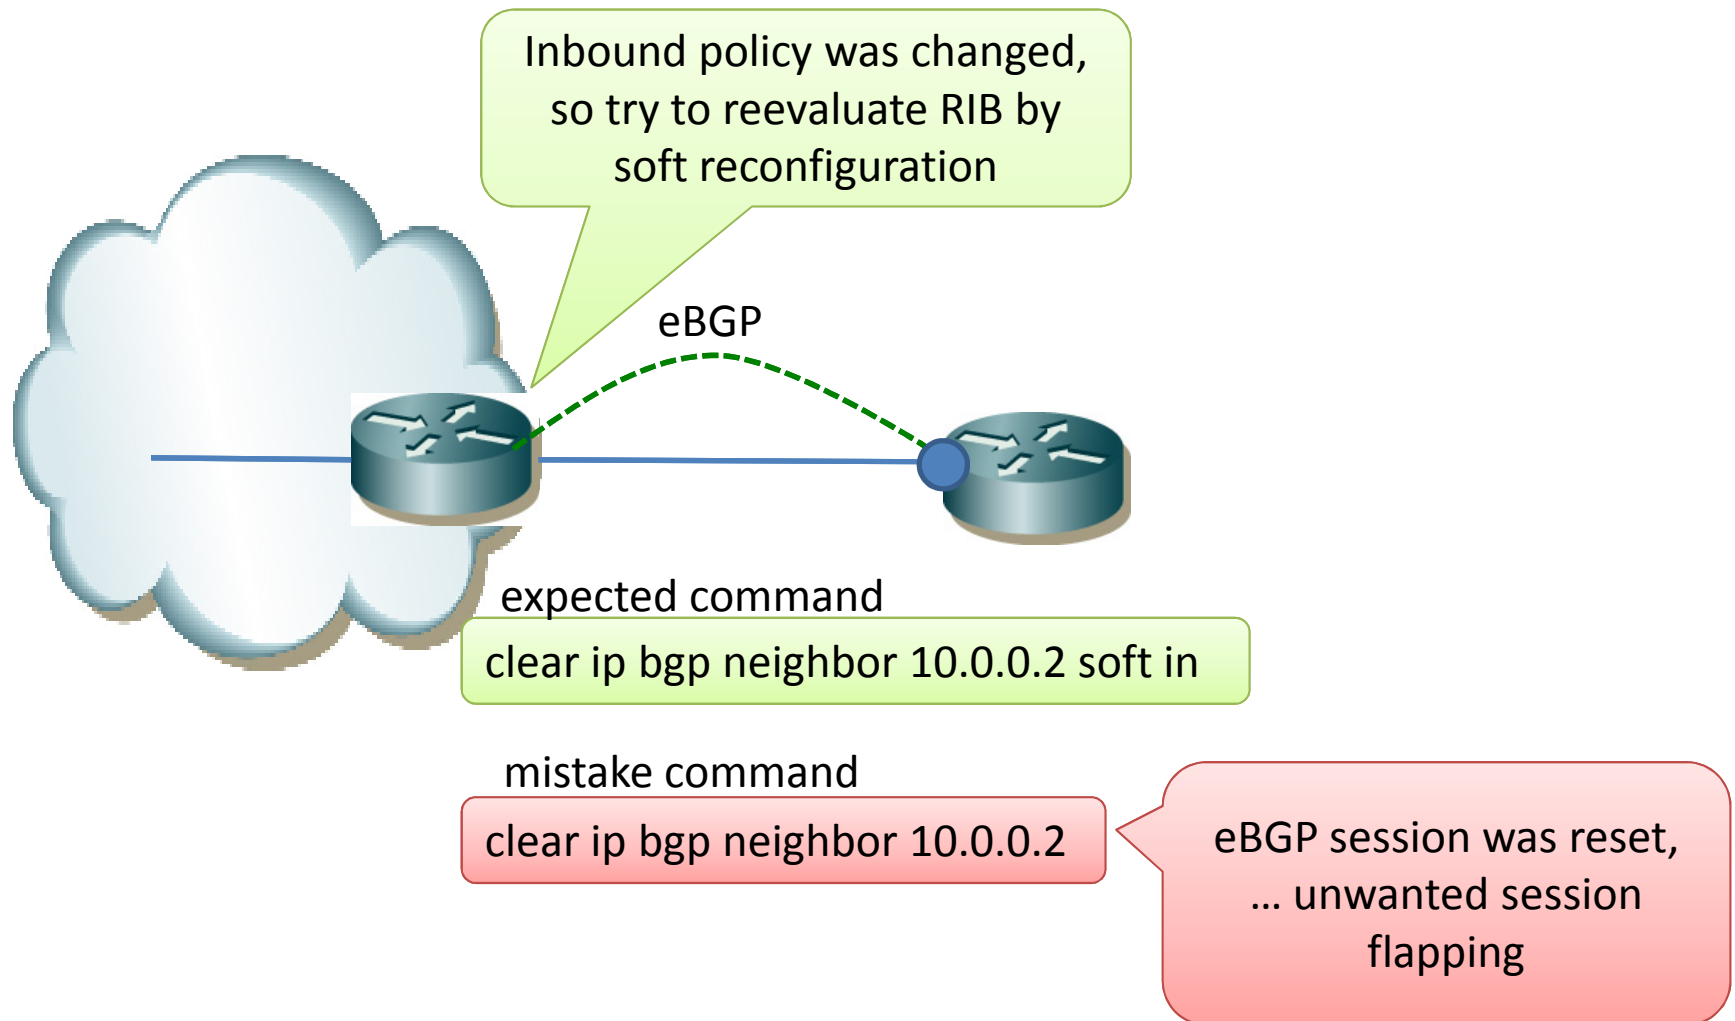 Inbound policy was changed,
so try to reevaluate RIB by
soft reconfiguration
eBGP
expected command
clear ip bgp neighbor 10.0.0.2 soft in
mistake command
clear ip bgp neighbor 10.0.0.2
eBGP session was reset,
... unwanted session
flapping